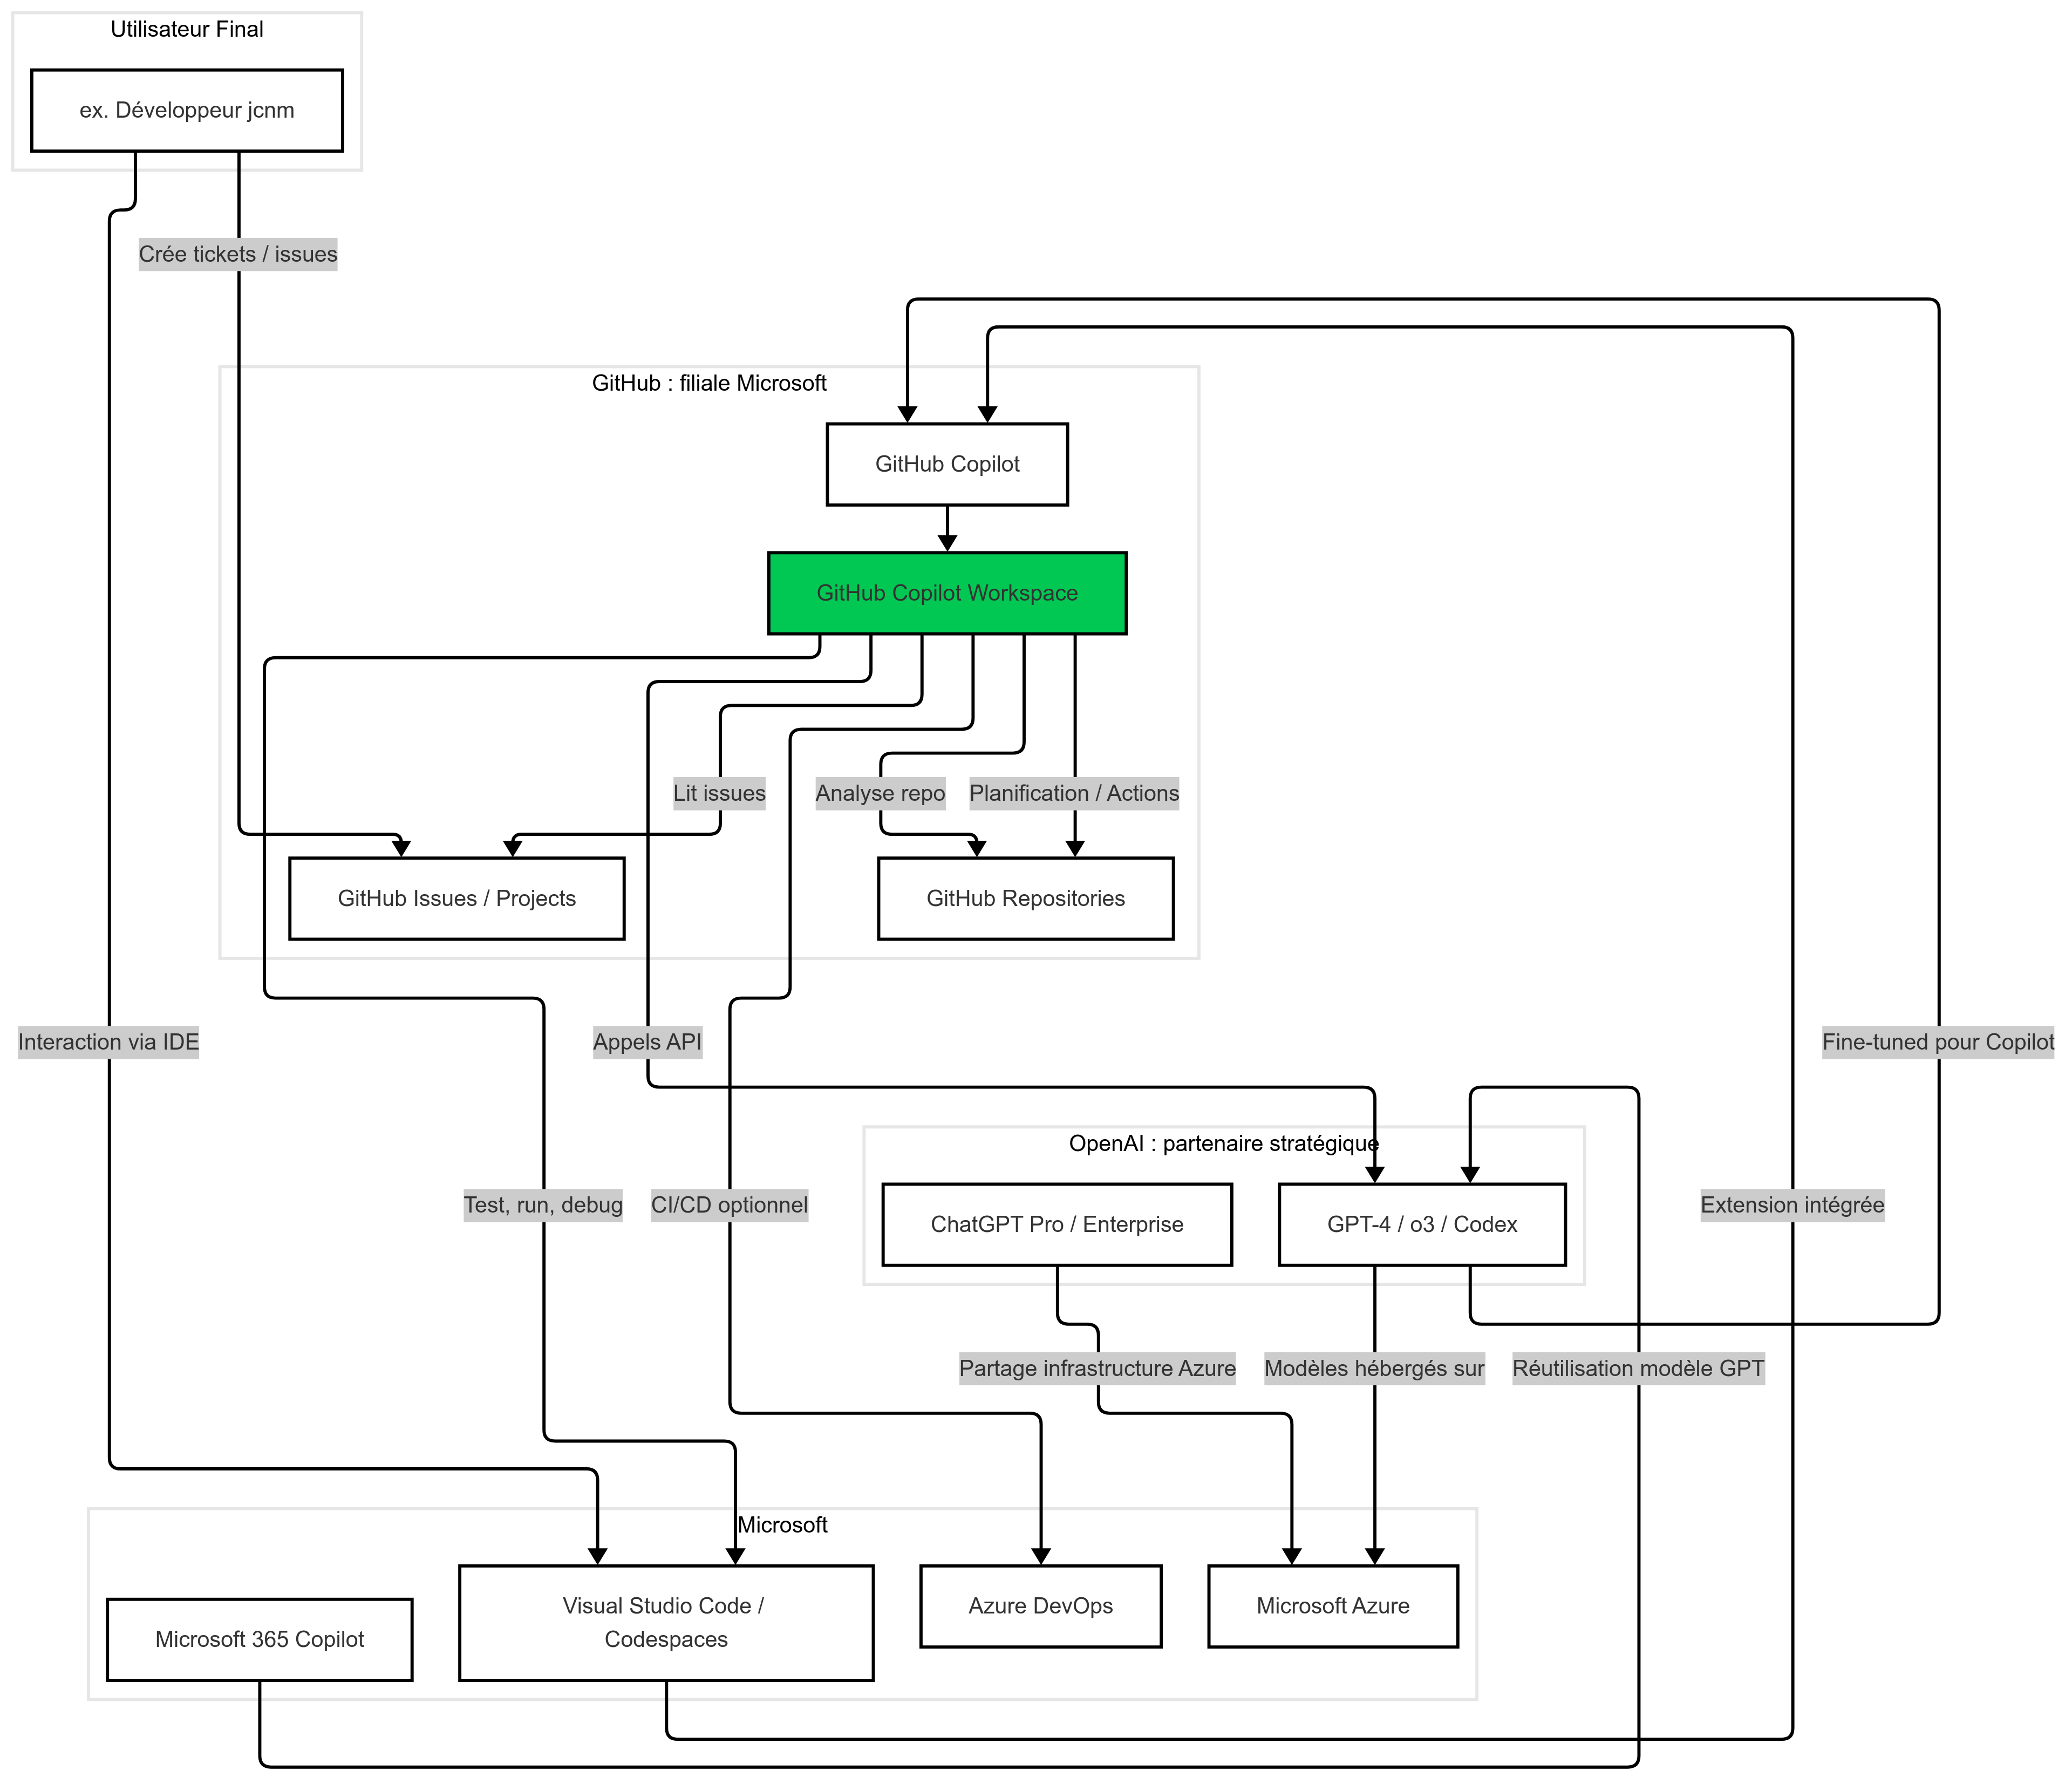 Utilisateur Final
ex. Développeur jcnm
Crée tickets / issues
GitHub : filiale Microsoft
GitHub Copilot
GitHub Copilot Workspace
Lit issues
Analyse repo
Planification / Actions
GitHub Issues / Projects
GitHub Repositories
Interaction via IDE
Appels API
Fine-tuned pour Copilot
OpenAI : partenaire stratégique
Test, run, debug
CI/CD optionnel
ChatGPT Pro / Enterprise
GPT-4 / o3 / Codex
Extension intégrée
Partage infrastructure Azure
Modèles hébergés sur
Réutilisation modèle GPT
Microsoft
Microsoft 365 Copilot
Visual Studio Code /
Codespaces
Azure DevOps
Microsoft Azure